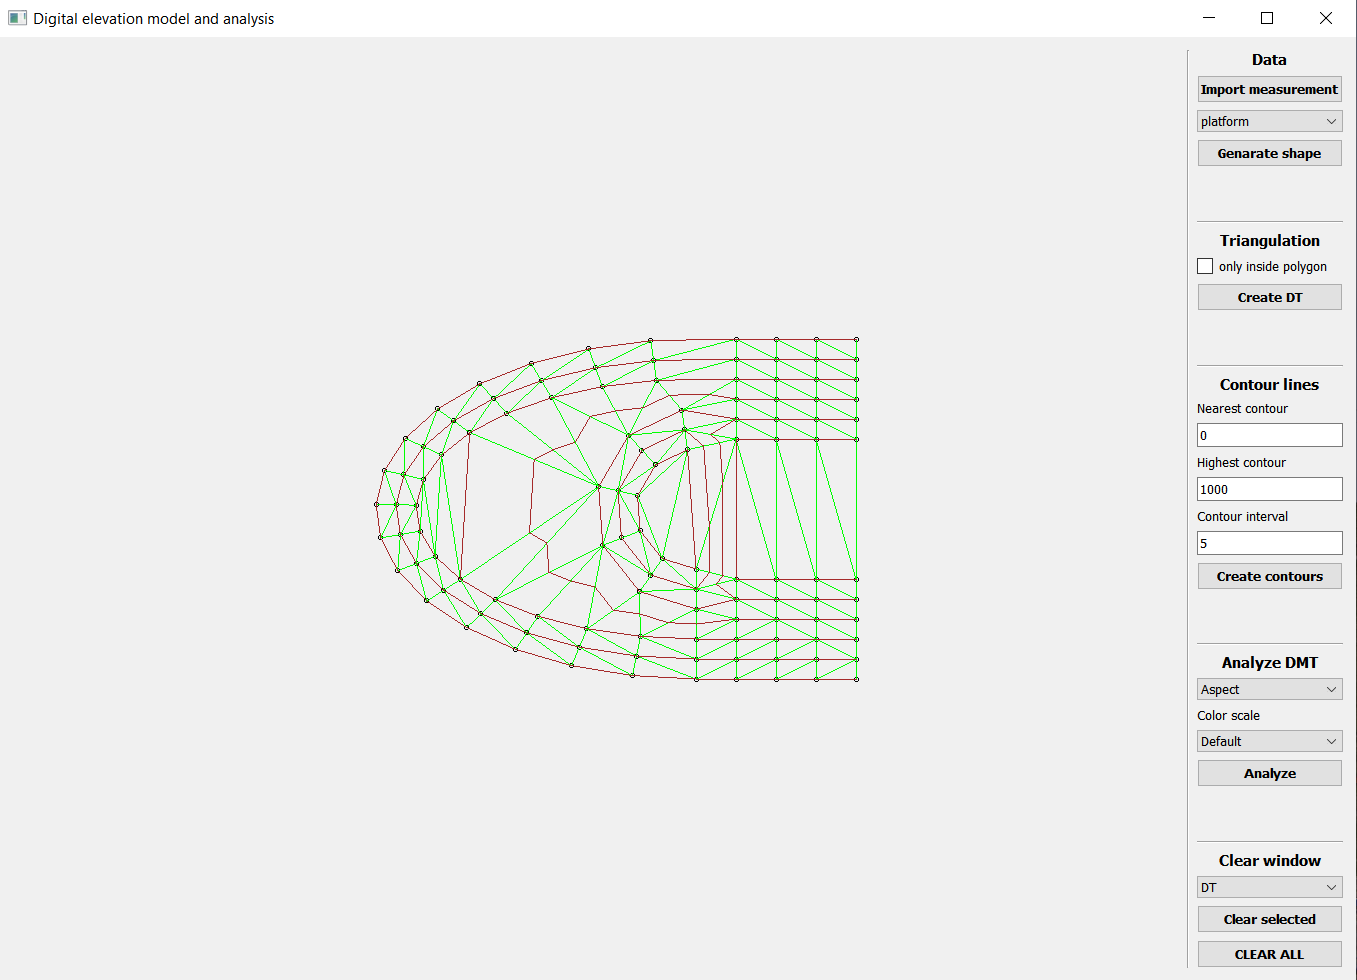 Digital elevation model and analysis
Data
Import measurement
platform
Genarate shape
Triangulation
only inside polygon
Create DT
Contour lines
Nearest contour
0
Highest contour
1000
Contour interval
5
Create contours
Analyze DMT
Aspect
Color scale
Default
Analyze
Clear window
DT
Clear selected
CLEAR ALL